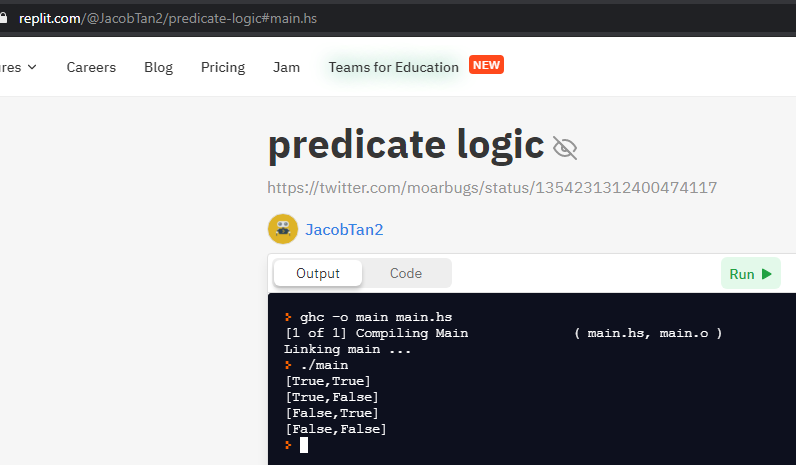 replit.com/@JacobTan2/predicate-logic#main.hs
res Careers Blog Pricing Jam Teams for Education NEW
predicate logic
https://twitter.com/moarbugs/status/1354231312400474117
JacobTan2
Output Code Run
ghc -o main main.hs
[1 of 1] Compiling Main ( main.hs, main.o )
Linking main ...
./main
[True,True]
[True,False]
[False,True]
[False,False]